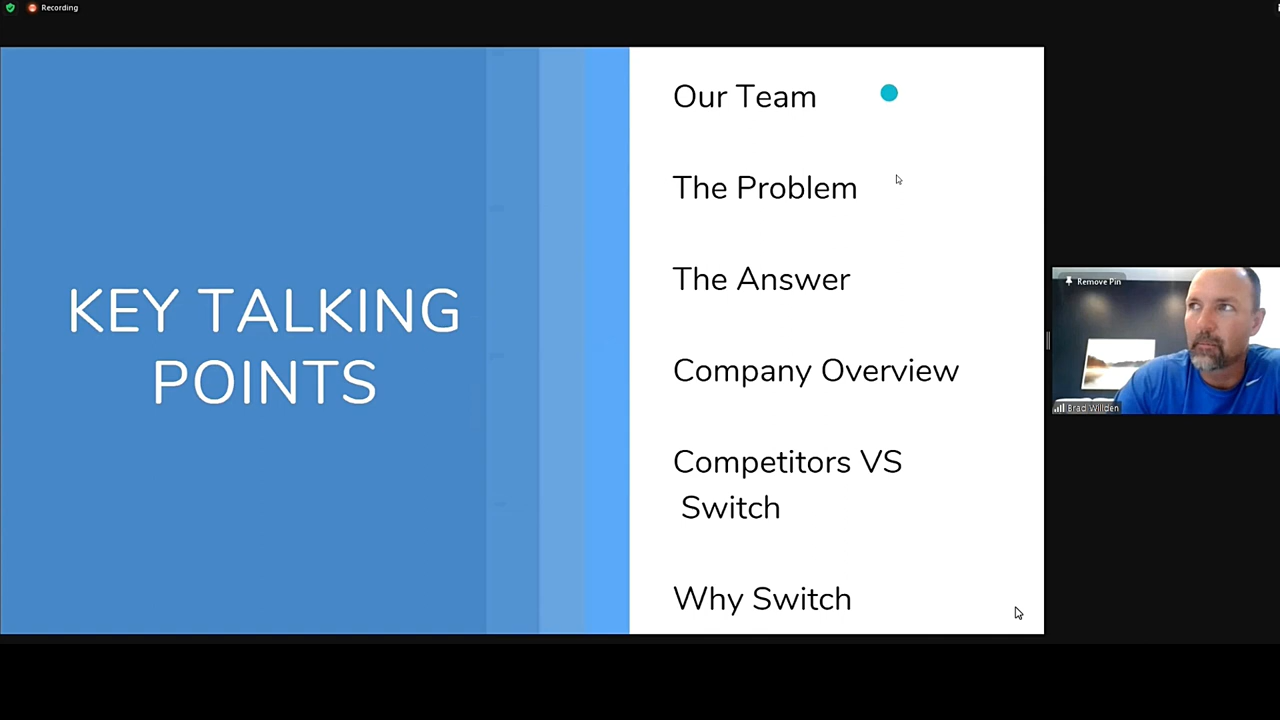 Recording
KEY TALKING
POINTS
Our Team
The Problem
The Answer
Company Overview
Competitors VS
Switch
Why Switch
Remove Pin
Brad Willden